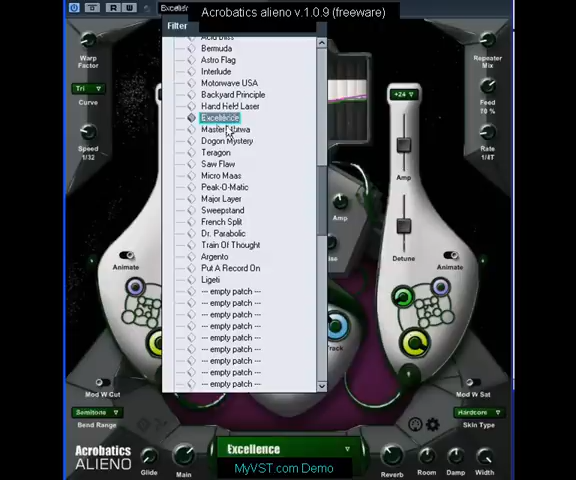 Acrobatics alieno v.1.0.9 (freeware)
R
W
Filter
Bermuda
Astro Flag
Interlude
Motorwave USA
Backyard Principle
Hand Held Laser
Excellence
Dogon Mystery
Teragon
Saw Flaw
Micro Maas
Peak-O-Matic
Major Layer
Sweepstand
French Split
Dr. Parabolic
Train Of Thought
Argento
Put A Record On
Ligeti
--- empty patch ---
--- empty patch ---
--- empty patch ---
--- empty patch ---
--- empty patch ---
--- empty patch ---
--- empty patch ---
--- empty patch ---
--- empty patch ---
Warp
Factor
Tri
Curve
Speed
1/32
Animate
Mod W Cut
Semitone
Bend Range
Acrobatics
ALIENO
Glide
Main
Excellence
MyVST.com Demo
Amp
Track
+24
Amp
Detune
Animate
Repeater
Mix
Feed
70 %
Rate
1/4T
Mod W Sat
Hardcore
Skin Type
Reverb
Room
Damp
Width